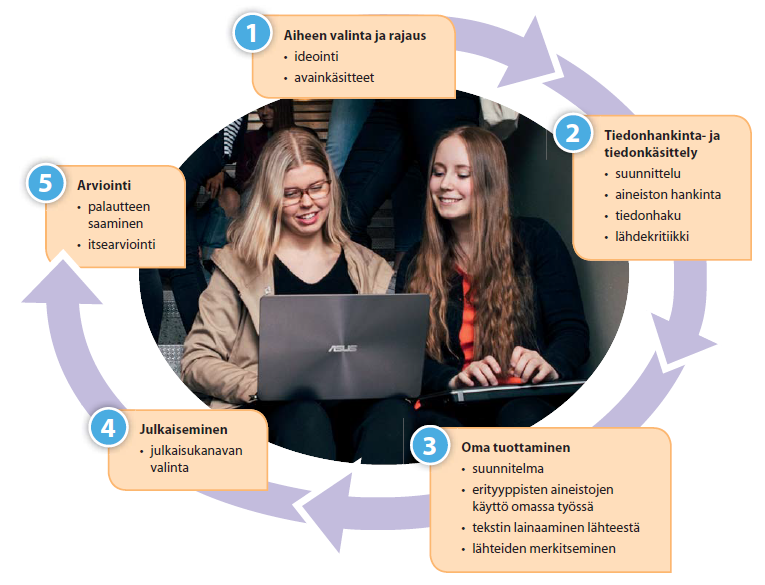 1
Aiheen valinta ja rajaus
• ideointi
• avainkäsitteet
2
Tiedonhankinta- ja
tiedonkäsittely
• suunnittelu
• aineiston hankinta
• tiedonhaku
• lähdekritiikki
3
Oma tuottaminen
• suunnitelma
• erityyppisten aineistojen
käyttö omassa työssä
• tekstin lainaaminen lähteestä
• lähteiden merkitseminen
4
Julkaiseminen
• julkaisukanavan
valinta
5
Arviointi
• palautteen
saaminen
• itsearviointi
ASUS